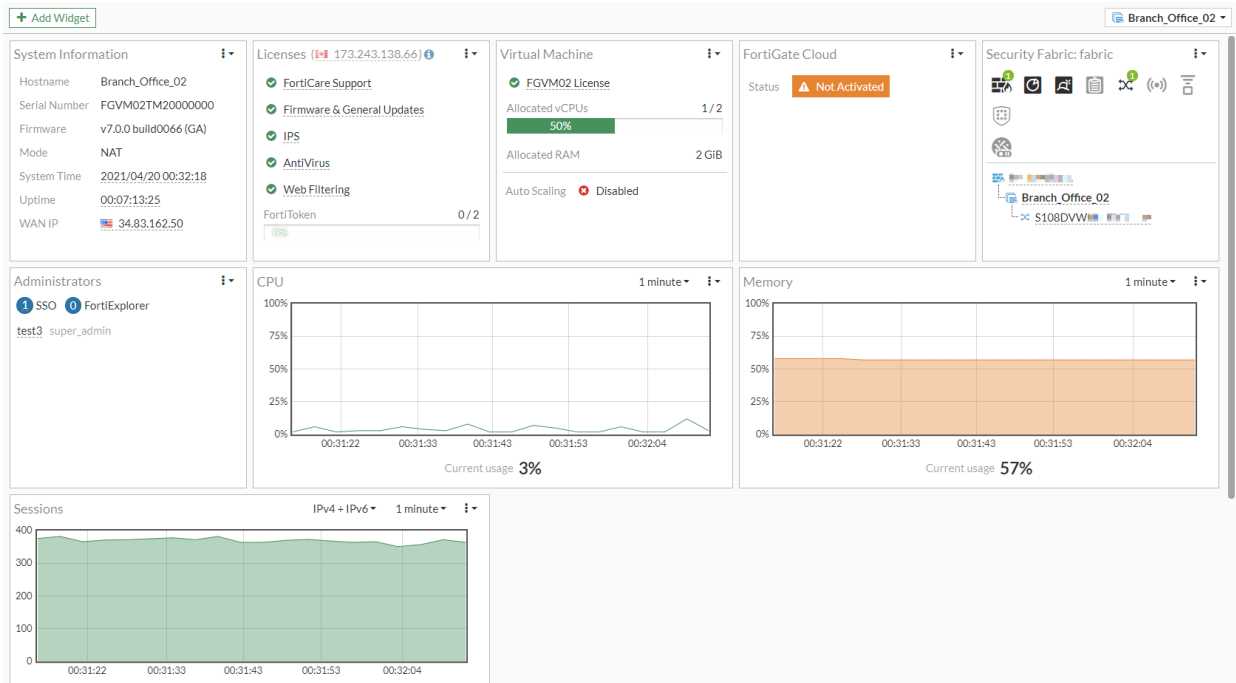 Add Widget
Branch_Office_02
System Information
Hostname Branch_Office_02
Serial Number FGVM02TM20000000
Firmware v7.0.0 build0066 (GA)
Mode NAT
System Time 2021/04/20 00:32:18
Uptime 00:07:13:25
WAN IP 34.83.162.50
Licenses (173.243.138.66)
FortiCare Support
Firmware & General Updates
IPS
AntiVirus
Web Filtering
FortiToken 0 / 2
0%
Virtual Machine
FGVM02 License
Allocated vCPUs 1 / 2
50%
Allocated RAM 2 GiB
Auto Scaling Disabled
FortiGate Cloud
Status Not Activated
Security Fabric: fabric
1 1
Branch_Office_02
S108DVW
Administrators
1 SSO 0 FortiExplorer
test3 super_admin
CPU 1 minute
100%
75%
50%
25%
0%
00:31:22 00:31:33 00:31:43 00:31:53 00:32:04
Current usage 3%
Memory 1 minute
100%
75%
50%
25%
0%
00:31:22 00:31:33 00:31:43 00:31:53 00:32:04
Current usage 57%
Sessions IPv4 + IPv6 1 minute
400
300
200
100
0
00:31:22 00:31:33 00:31:43 00:31:53 00:32:04